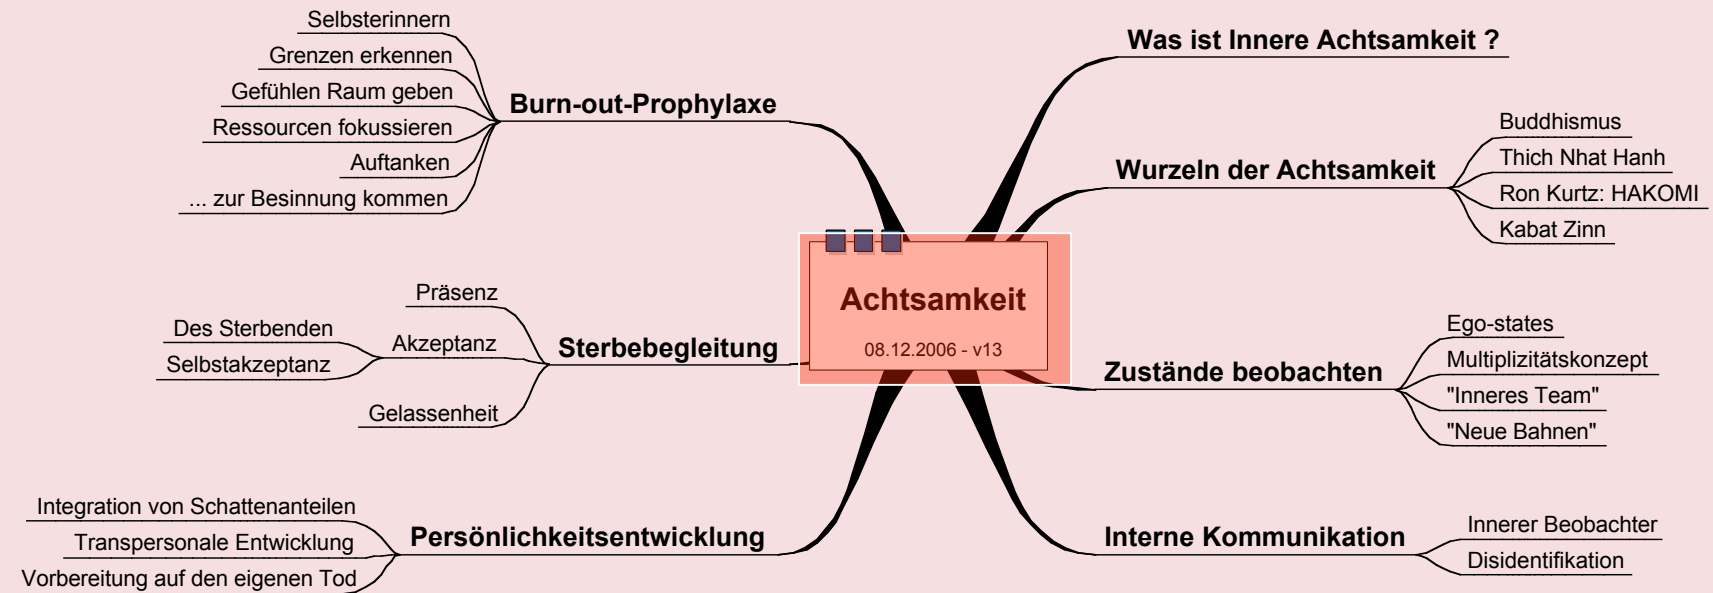 Achtsamkeit
08.12.2006 - v13
Was ist Innere Achtsamkeit ?
Wurzeln der Achtsamkeit
Buddhismus
Thich Nhat Hanh
Ron Kurtz: HAKOMI
Kabat Zinn
Zustände beobachten
Ego-states
Multiplizitätskonzept
"Inneres Team"
"Neue Bahnen"
Interne Kommunikation
Innerer Beobachter
Disidentifikation
Burn-out-Prophylaxe
Selbsterinnern
Grenzen erkennen
Gefühlen Raum geben
Ressourcen fokussieren
Auftanken
... zur Besinnung kommen
Sterbebegleitung
Präsenz
Akzeptanz
Des Sterbenden
Selbstakzeptanz
Gelassenheit
Persönlichkeitsentwicklung
Integration von Schattenanteilen
Transpersonale Entwicklung
Vorbereitung auf den eigenen Tod